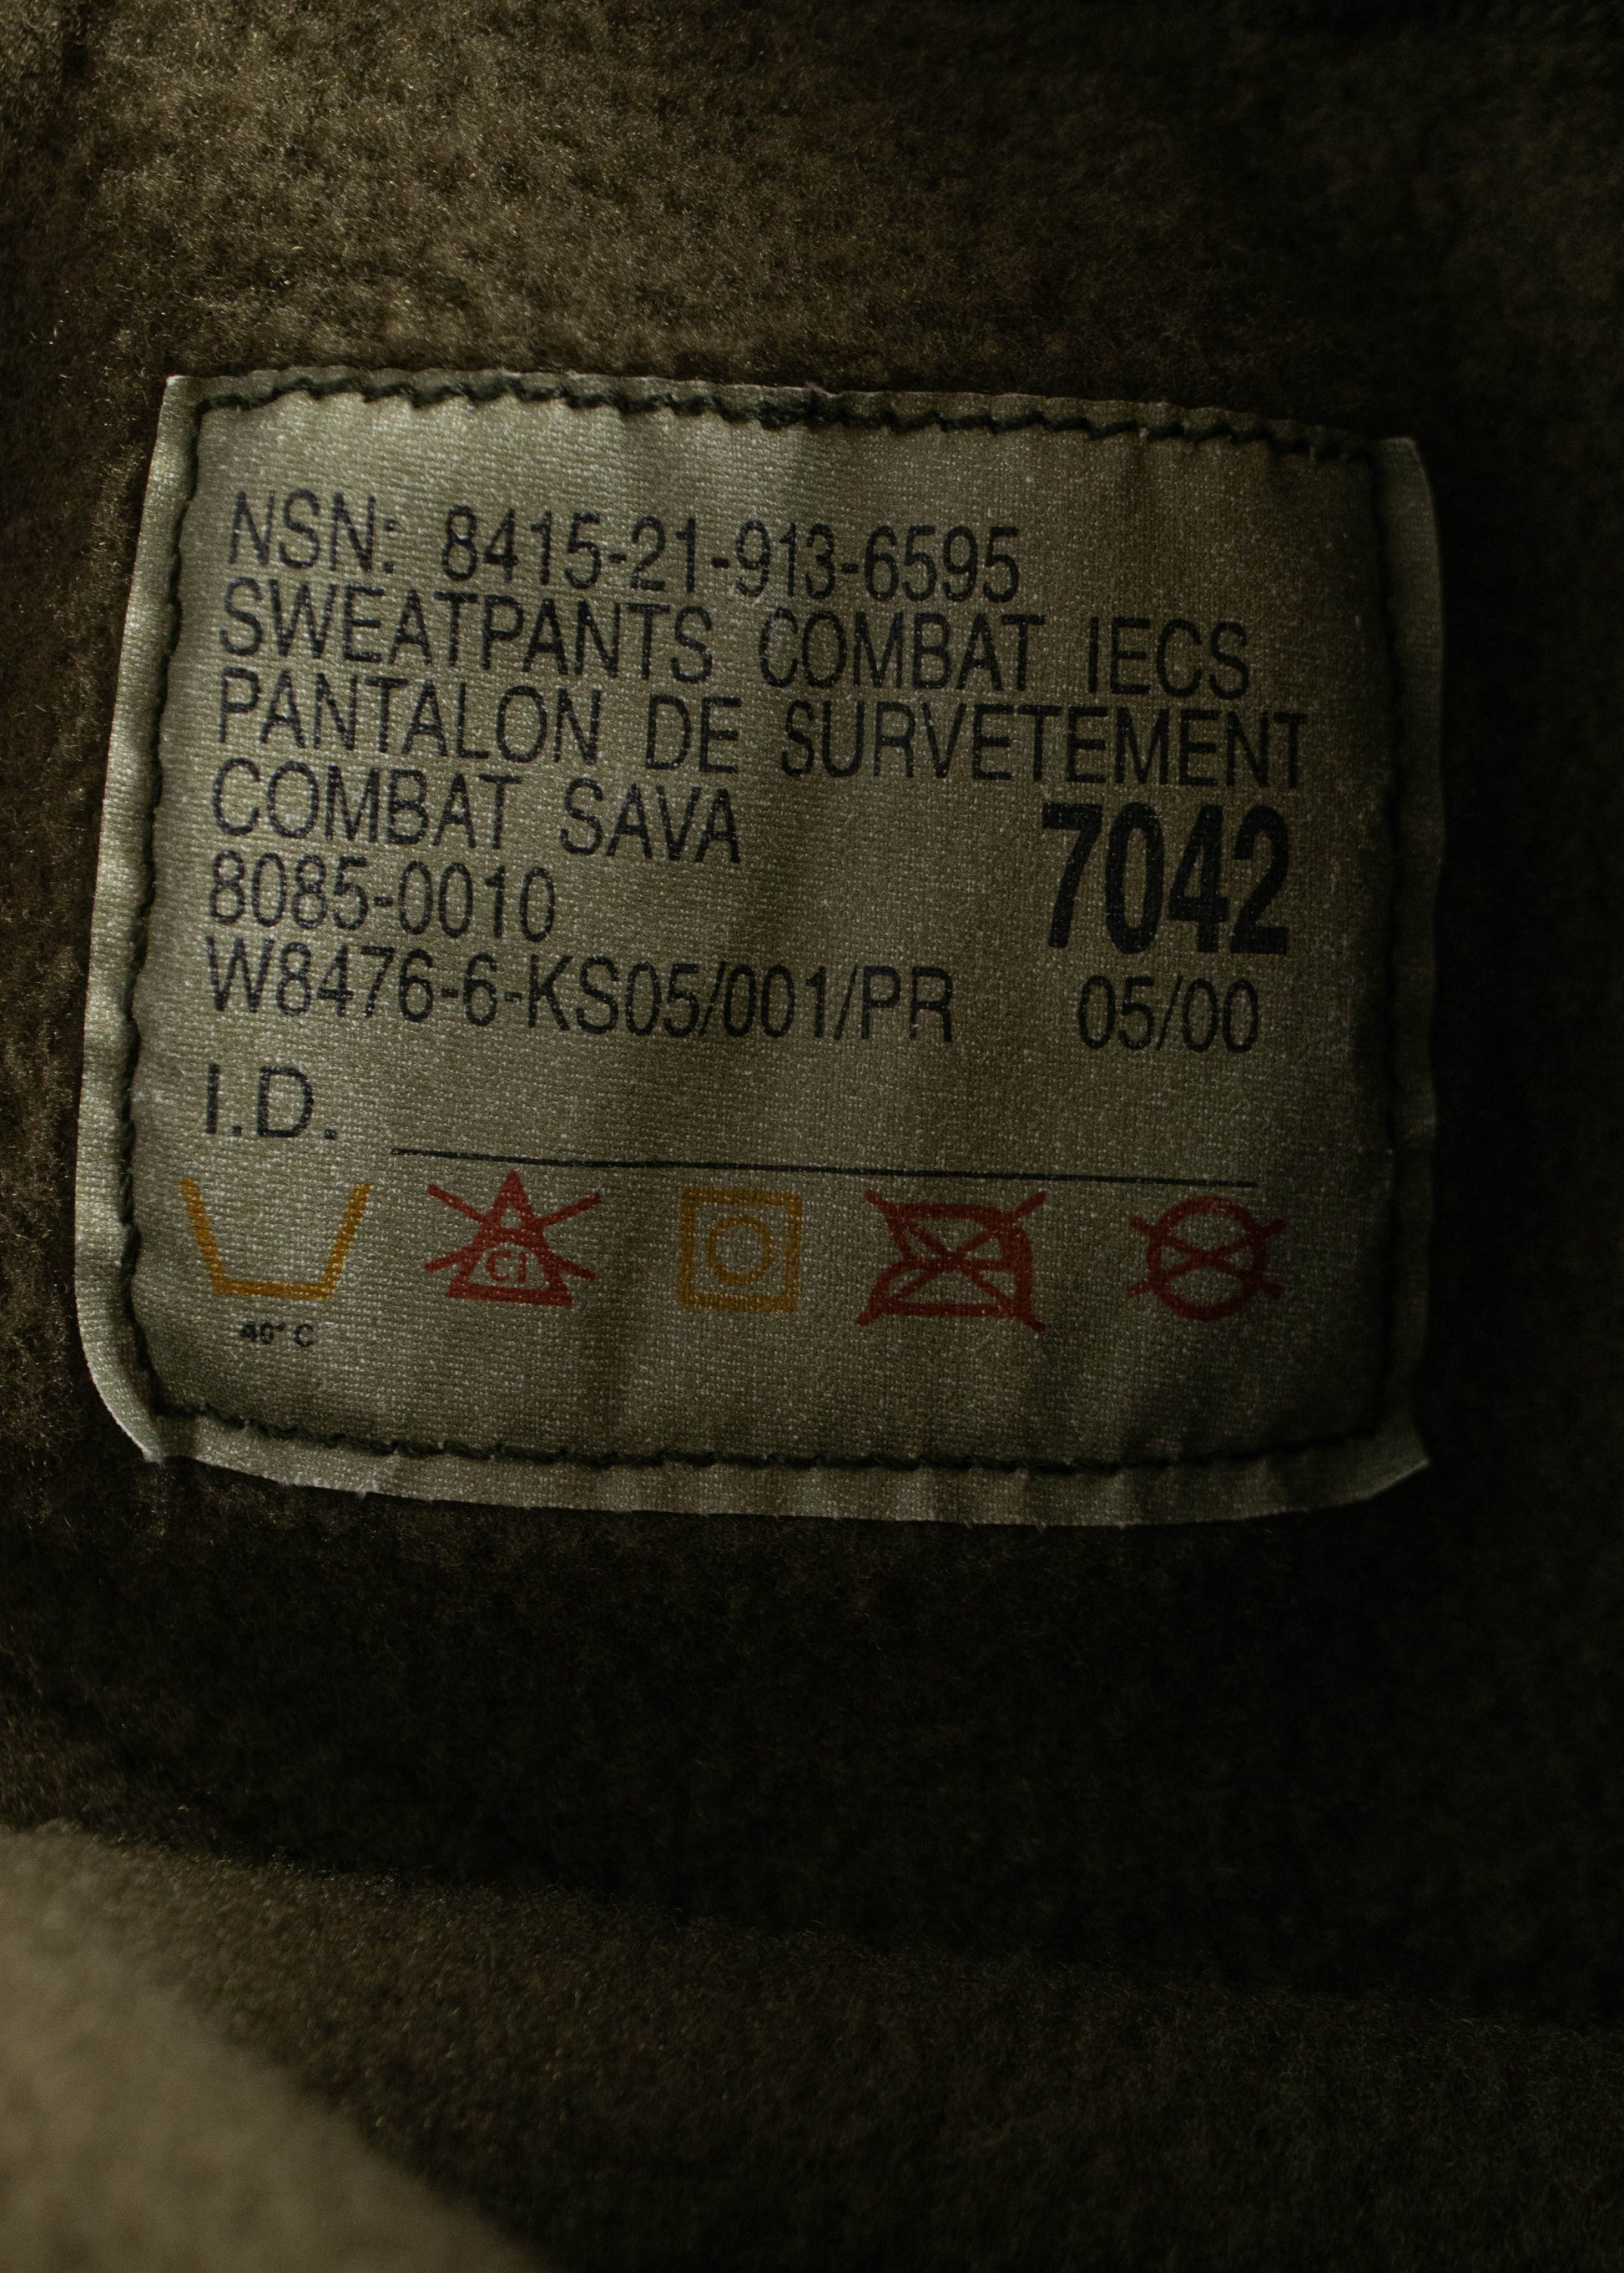 NSN: 8415-21-913-6595
SWEATPANTS COMBAT IECS
PANTALON DE SURVETEMENT
COMBAT SAVA
7042
8085-0010
W8476-6-KS05/001/PR 05/00
I.D.
Cl
40° C